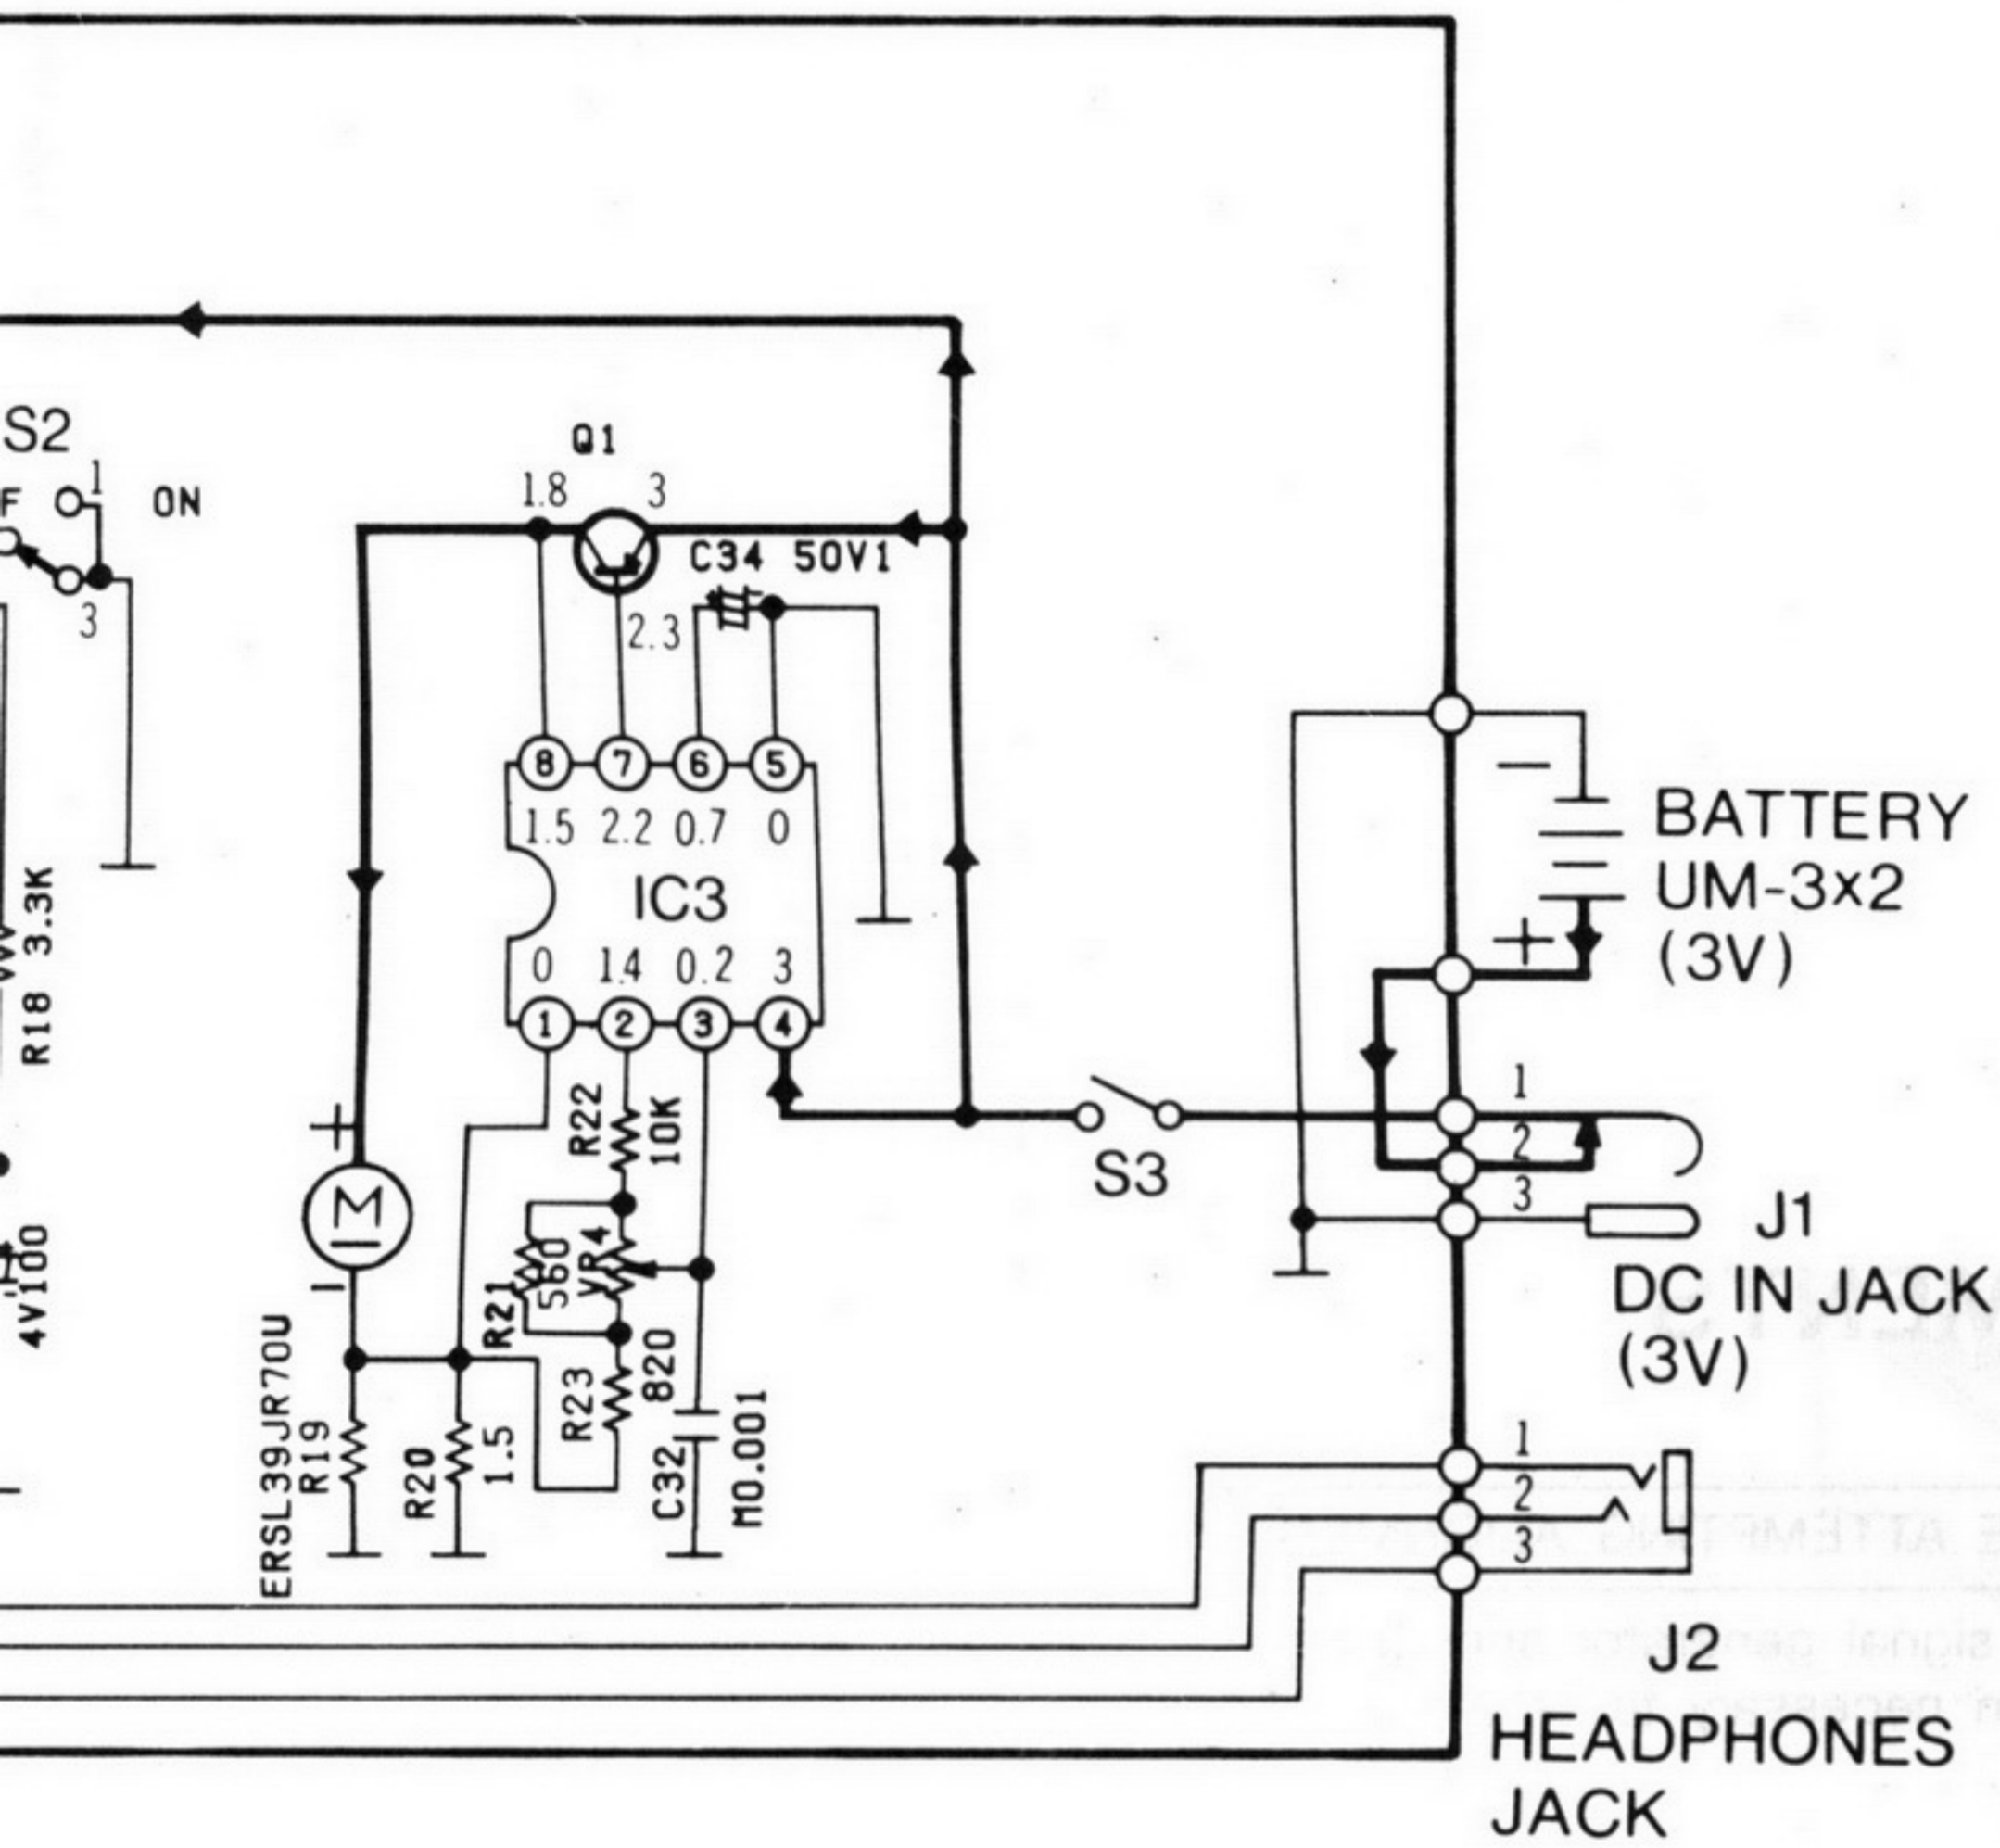 S2
F
1
ON
3
Q1
1.8
3
C34 50V1
2.3
8
7
6
5
1.5
2.2
0.7
0
IC3
0
1.4
0.2
3
1
2
3
4
R18 3.3K
4V100
+
M
−
ERSL39JR70U
R19
R20
1.5
R22
10K
R21
560
VR4
R23
820
C32
M0.001
S3
−
BATTERY
UM-3x2
(3V)
+
1
2
3
J1
DC IN JACK
(3V)
1
2
3
J2
HEADPHONES
JACK